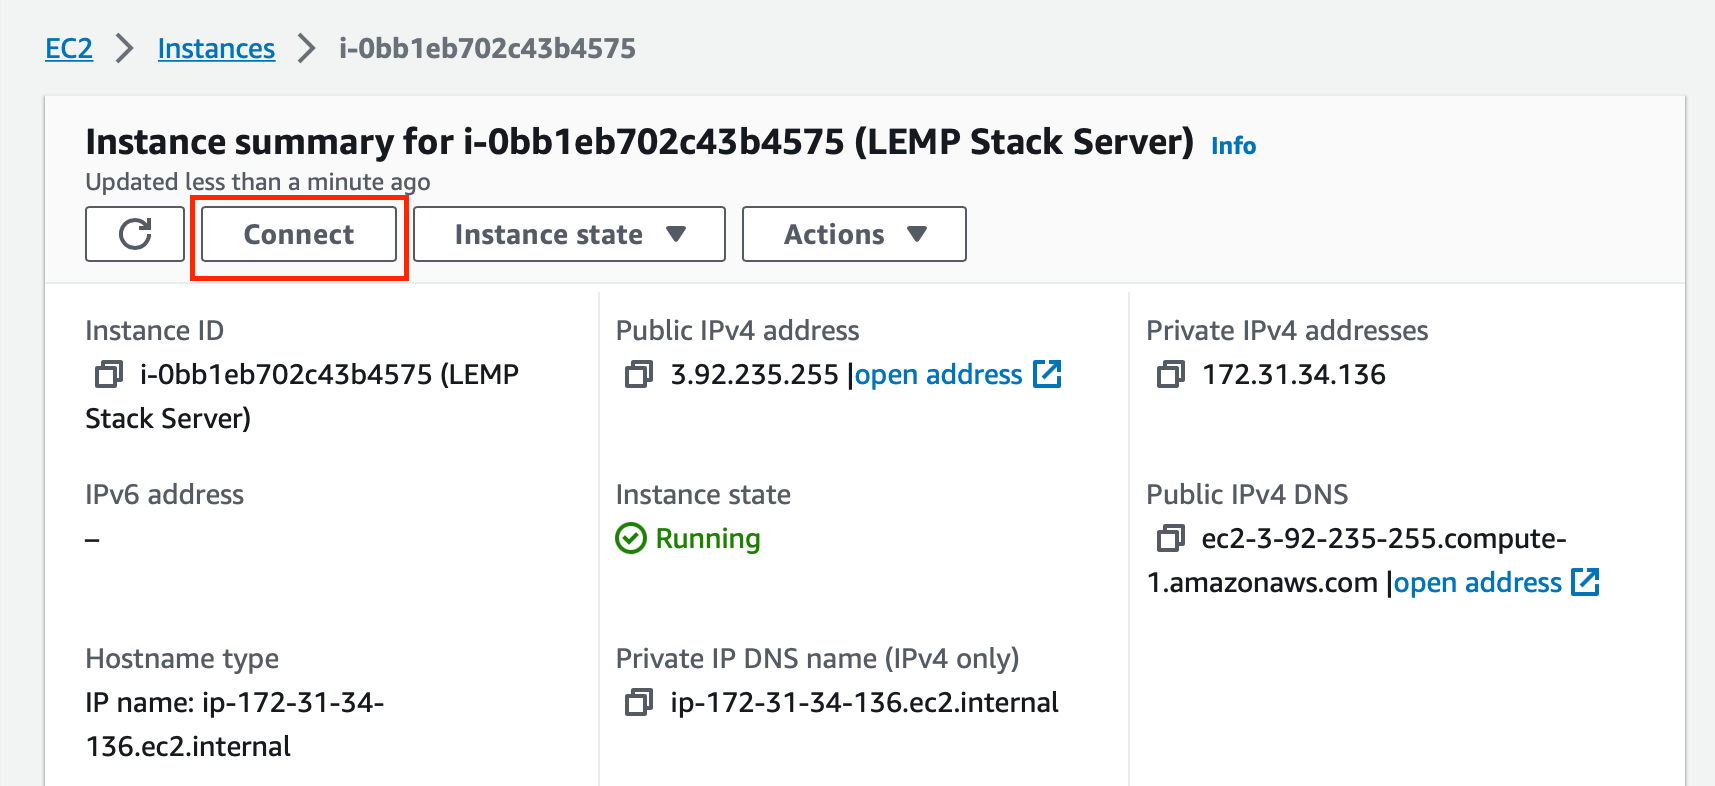 EC2 > Instances > i-0bb1eb702c43b4575
Instance summary for i-0bb1eb702c43b4575 (LEMP Stack Server) Info
Updated less than a minute ago
Connect Instance state ▼ Actions ▼
Instance ID
i-0bb1eb702c43b4575 (LEMP
Stack Server)
Public IPv4 address
3.92.235.255 |open address
Private IPv4 addresses
172.31.34.136
IPv6 address
–
Instance state
Running
Public IPv4 DNS
ec2-3-92-235-255.compute-
1.amazonaws.com |open address
Hostname type
IP name: ip-172-31-34-
136.ec2.internal
Private IP DNS name (IPv4 only)
ip-172-31-34-136.ec2.internal